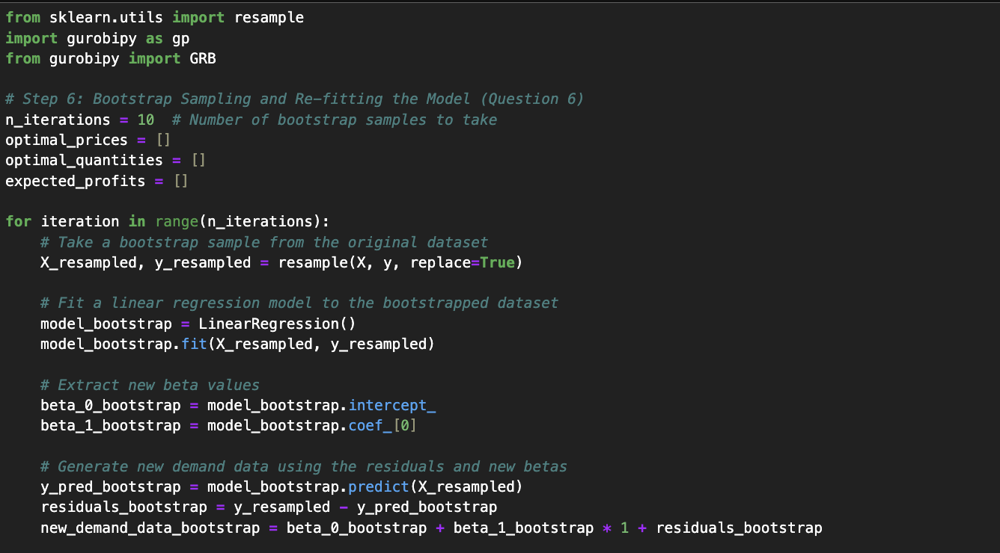 from sklearn.utils import resample
import gurobipy as gp
from gurobipy import GRB

# Step 6: Bootstrap Sampling and Re-fitting the Model (Question 6)
n_iterations = 10  # Number of bootstrap samples to take
optimal_prices = []
optimal_quantities = []
expected_profits = []

for iteration in range(n_iterations):
    # Take a bootstrap sample from the original dataset
    X_resampled, y_resampled = resample(X, y, replace=True)

    # Fit a linear regression model to the bootstrapped dataset
    model_bootstrap = LinearRegression()
    model_bootstrap.fit(X_resampled, y_resampled)

    # Extract new beta values
    beta_0_bootstrap = model_bootstrap.intercept_
    beta_1_bootstrap = model_bootstrap.coef_[0]

    # Generate new demand data using the residuals and new betas
    y_pred_bootstrap = model_bootstrap.predict(X_resampled)
    residuals_bootstrap = y_resampled - y_pred_bootstrap
    new_demand_data_bootstrap = beta_0_bootstrap + beta_1_bootstrap * 1 + residuals_bootstrap